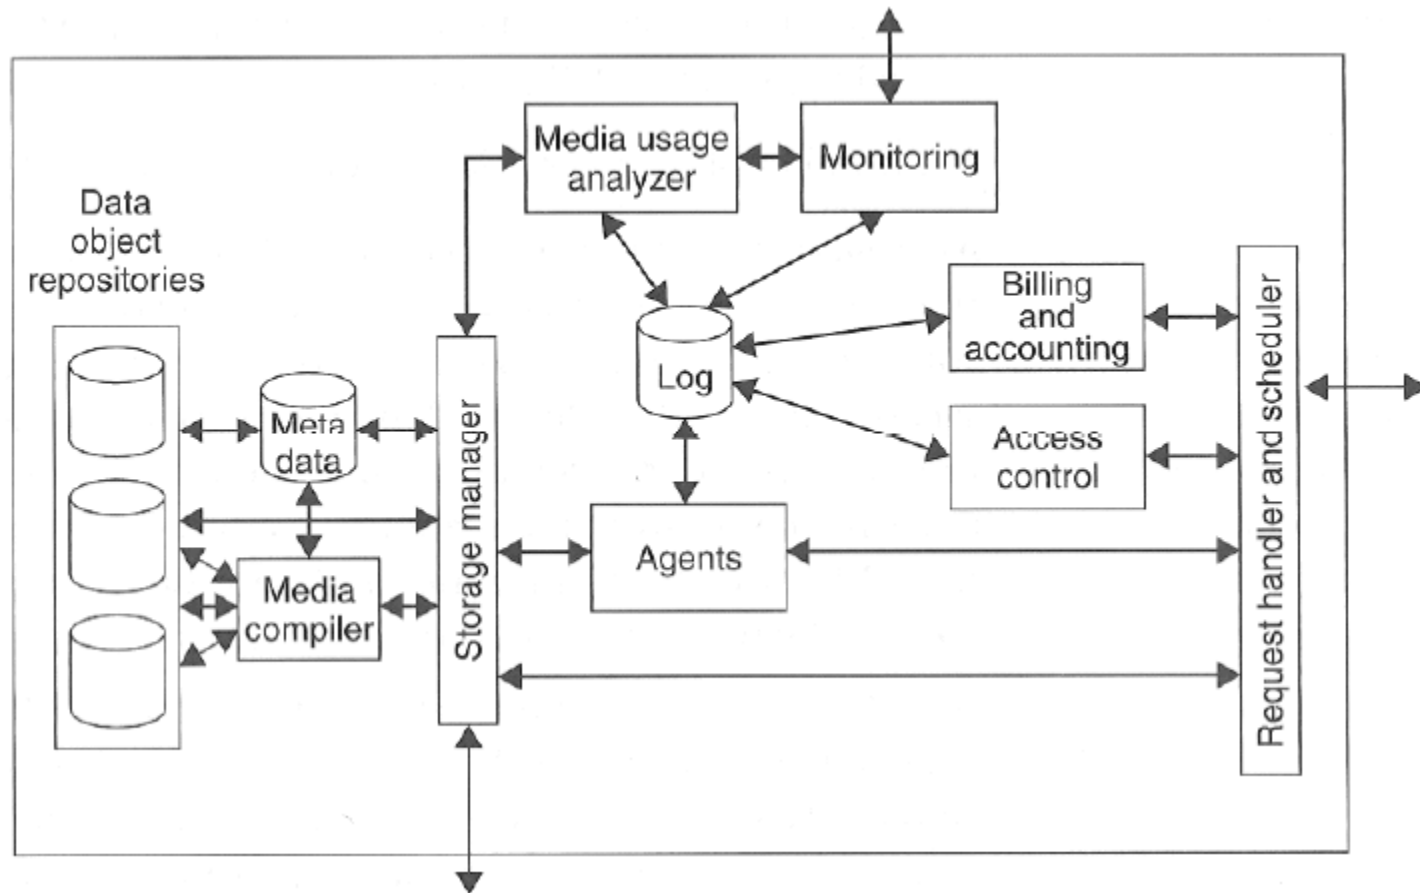 Media usage
analyzer
Monitoring
Data
object
repositories
Billing
and
accounting
Log
Meta
data
Access
control
Storage manager
Request handler and scheduler
Agents
Media
compiler